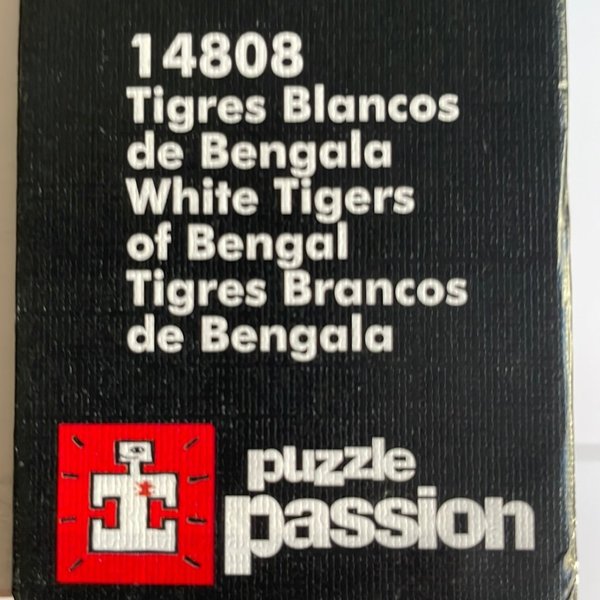 14808
Tigres Blancos
de Bengala
White Tigers
of Bengal
Tigres Brancos
de Bengala
puzzle
passion